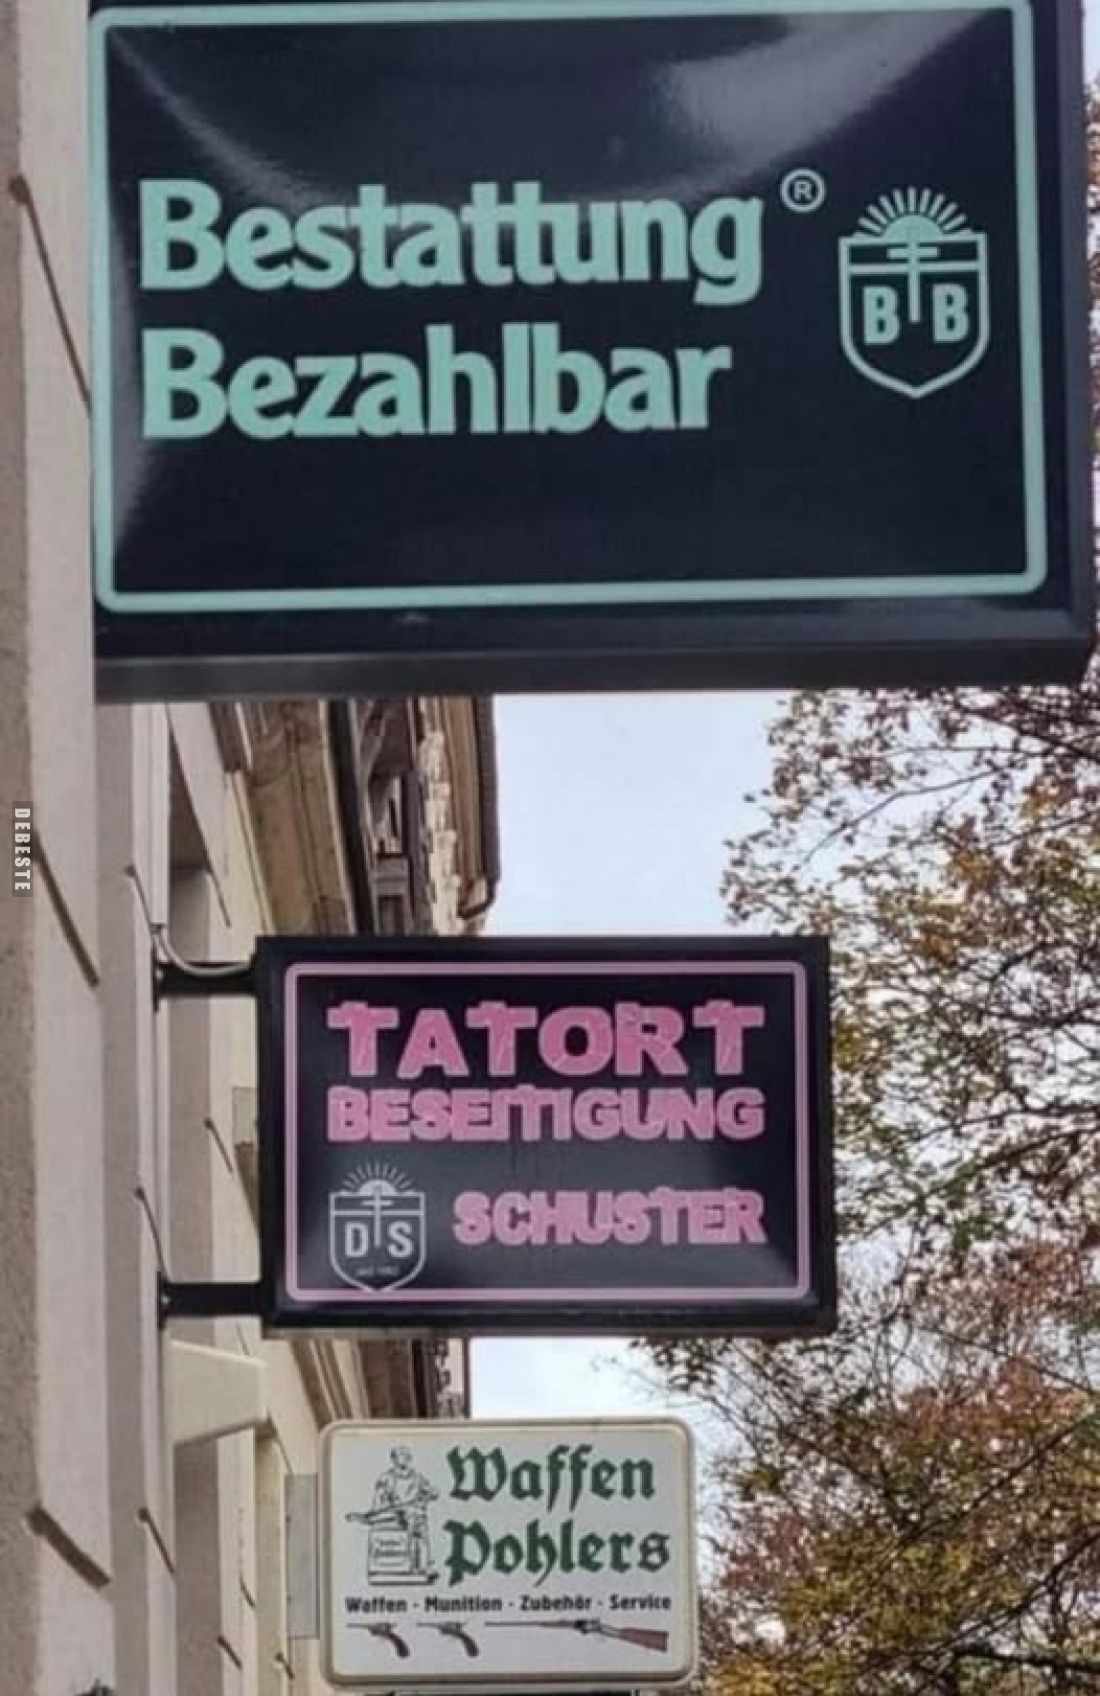 Bestattung ®
Bezahlbar
B B
DEBESTE
TATORT
BESEITIGUNG
D S
SCHUSTER
Waffen
Pohlers
Waffen - Munition - Zubehör - Service